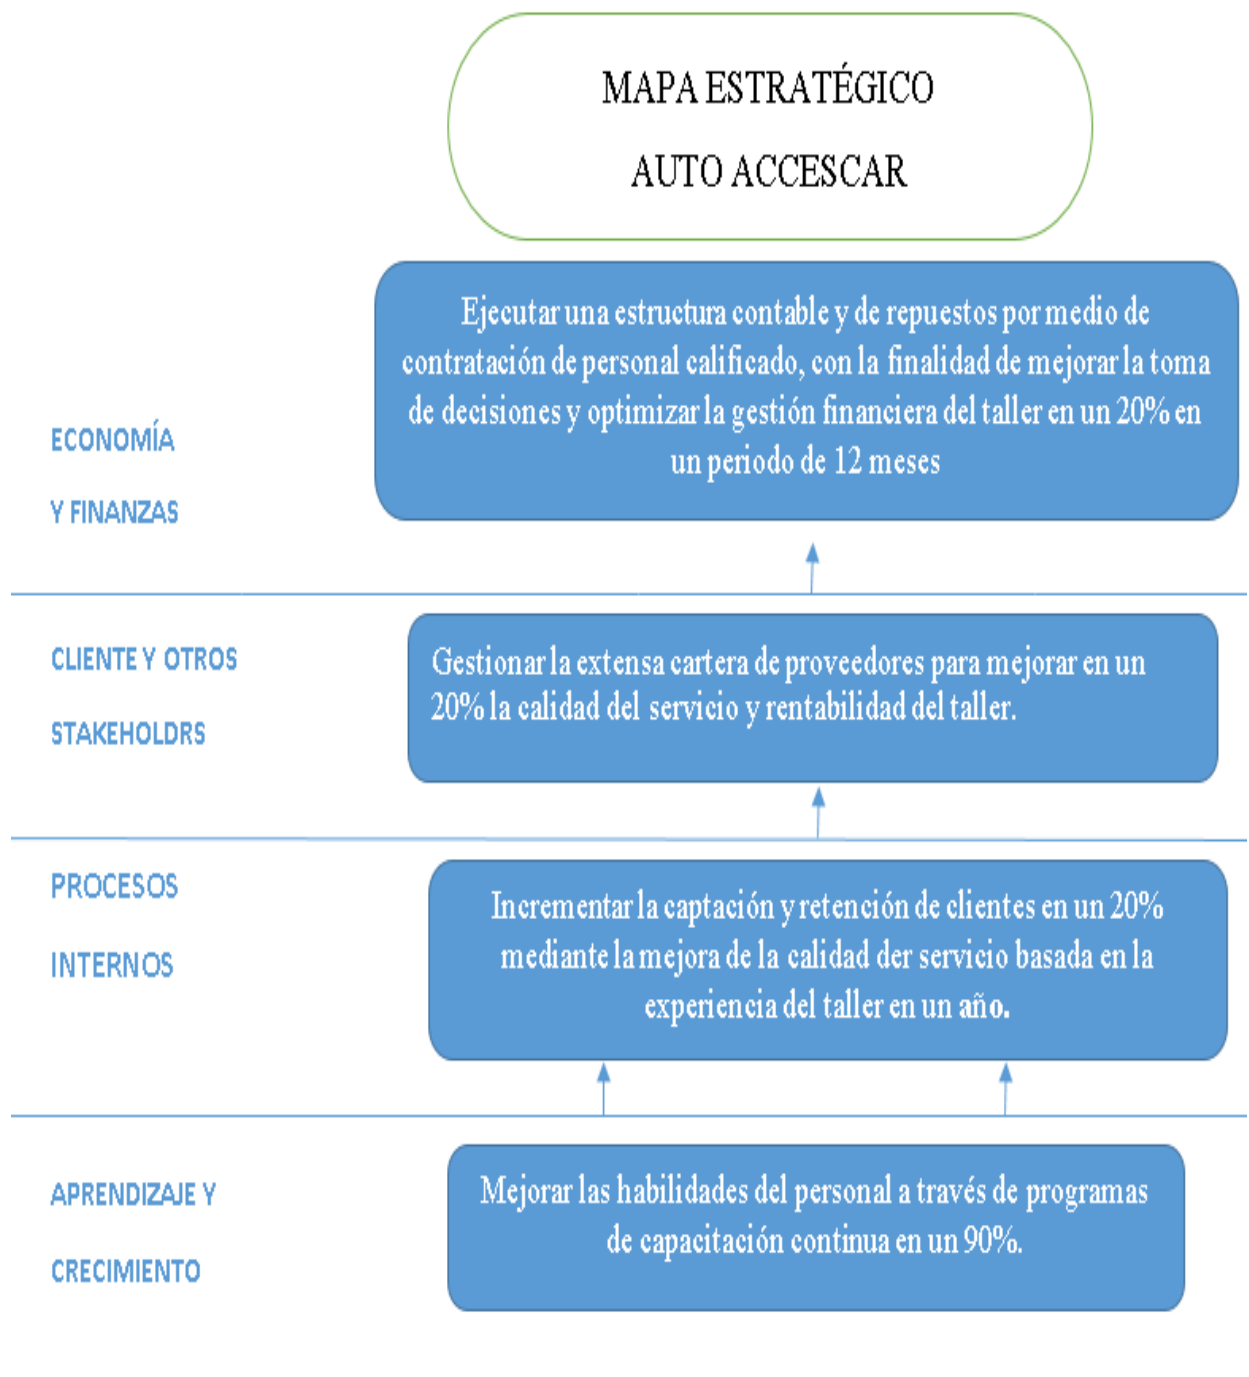 MAPA ESTRATÉGICO
AUTO ACCESCAR
Ejecutar una estructura contable y de repuestos por medio de
contratación de personal calificado, con la finalidad de mejorar la toma
de decisiones y optimizar la gestión financiera del taller en un 20% en
un periodo de 12 meses
ECONOMÍA
Y FINANZAS
Gestionar la extensa cartera de proveedores para mejorar en un
20% la calidad del servicio y rentabilidad del taller.
CLIENTE Y OTROS
STAKEHOLDRS
PROCESOS
INTERNOS
Incrementar la captación y retención de clientes en un 20%
mediante la mejora de la calidad der servicio basada en la
experiencia del taller en un año.
APRENDIZAJE Y
CRECIMIENTO
Mejorar las habilidades del personal a través de programas
de capacitación continua en un 90%.